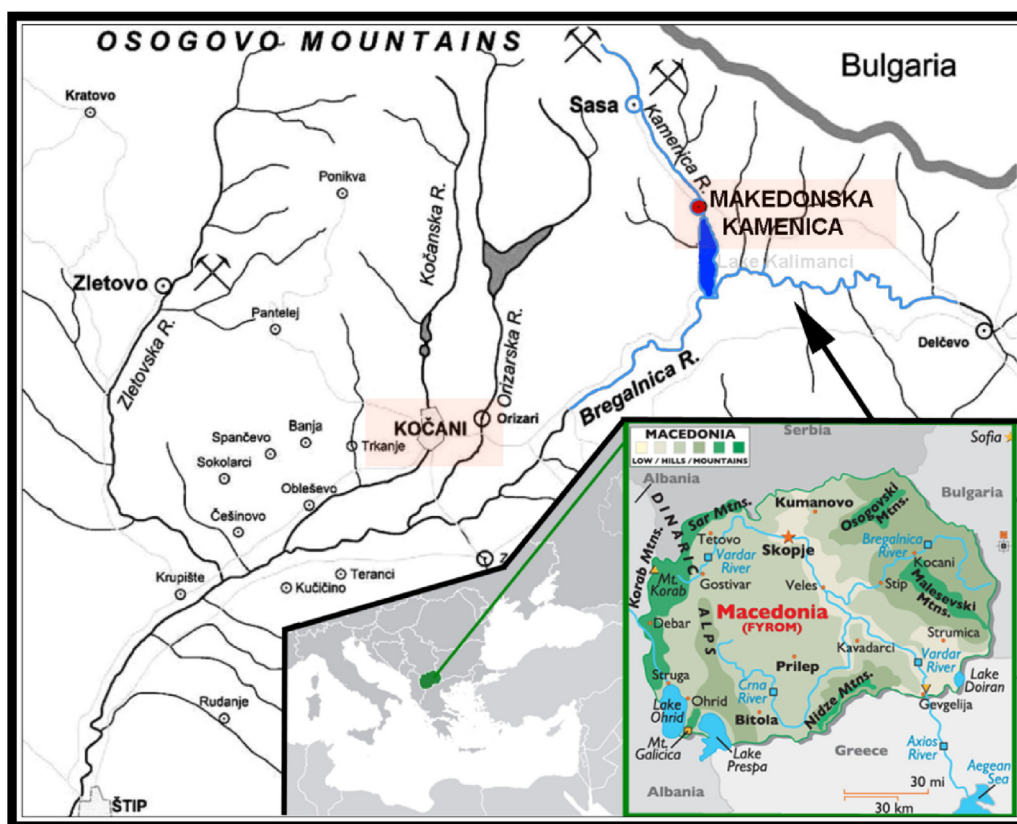 OSOGOVO MOUNTAINS
Bulgaria
Kratovo
Sasa
Kamenica R.
Ponikva
MAKEDONSKA
KAMENICA
Kočanska R.
Lake Kalimanci
Zletovo
Pantelej
Orizarska R.
Zletovska R.
Delčevo
Bregalnica R.
KOČANI
Orizari
Banja
Spančevo
Trkanje
Sokolarci
Obleševo
Češinovo
Krupište
Teranci
Kučičino
Z
Rudanje
ŠTIP
MACEDONIA
LOW / HILLS / MOUNTAINS
Serbia
Sofia
Albania
Bulgaria
DINARIC
ALPS
Sar Mtns.
Kumanovo
Osogovski
Mtns.
Korab Mtns.
Tetovo
Skopje
Bregalnica
River
N
Vardar
River
Kocani
Mt.
Korab
Gostivar
Veles
Stip
Malesevski
Mtns.
Macedonia
(FYROM)
Debar
Strumica
Kavadarci
Vardar
River
Prilep
Struga
Crna
River
Lake
Doiran
Lake
Ohrid
Ohrid
Nidze Mtns.
Gevgelija
Bitola
Mt.
Galicica
Lake
Prespa
Greece
Axios
River
Aegean
Sea
Albania
30 mi
30 km